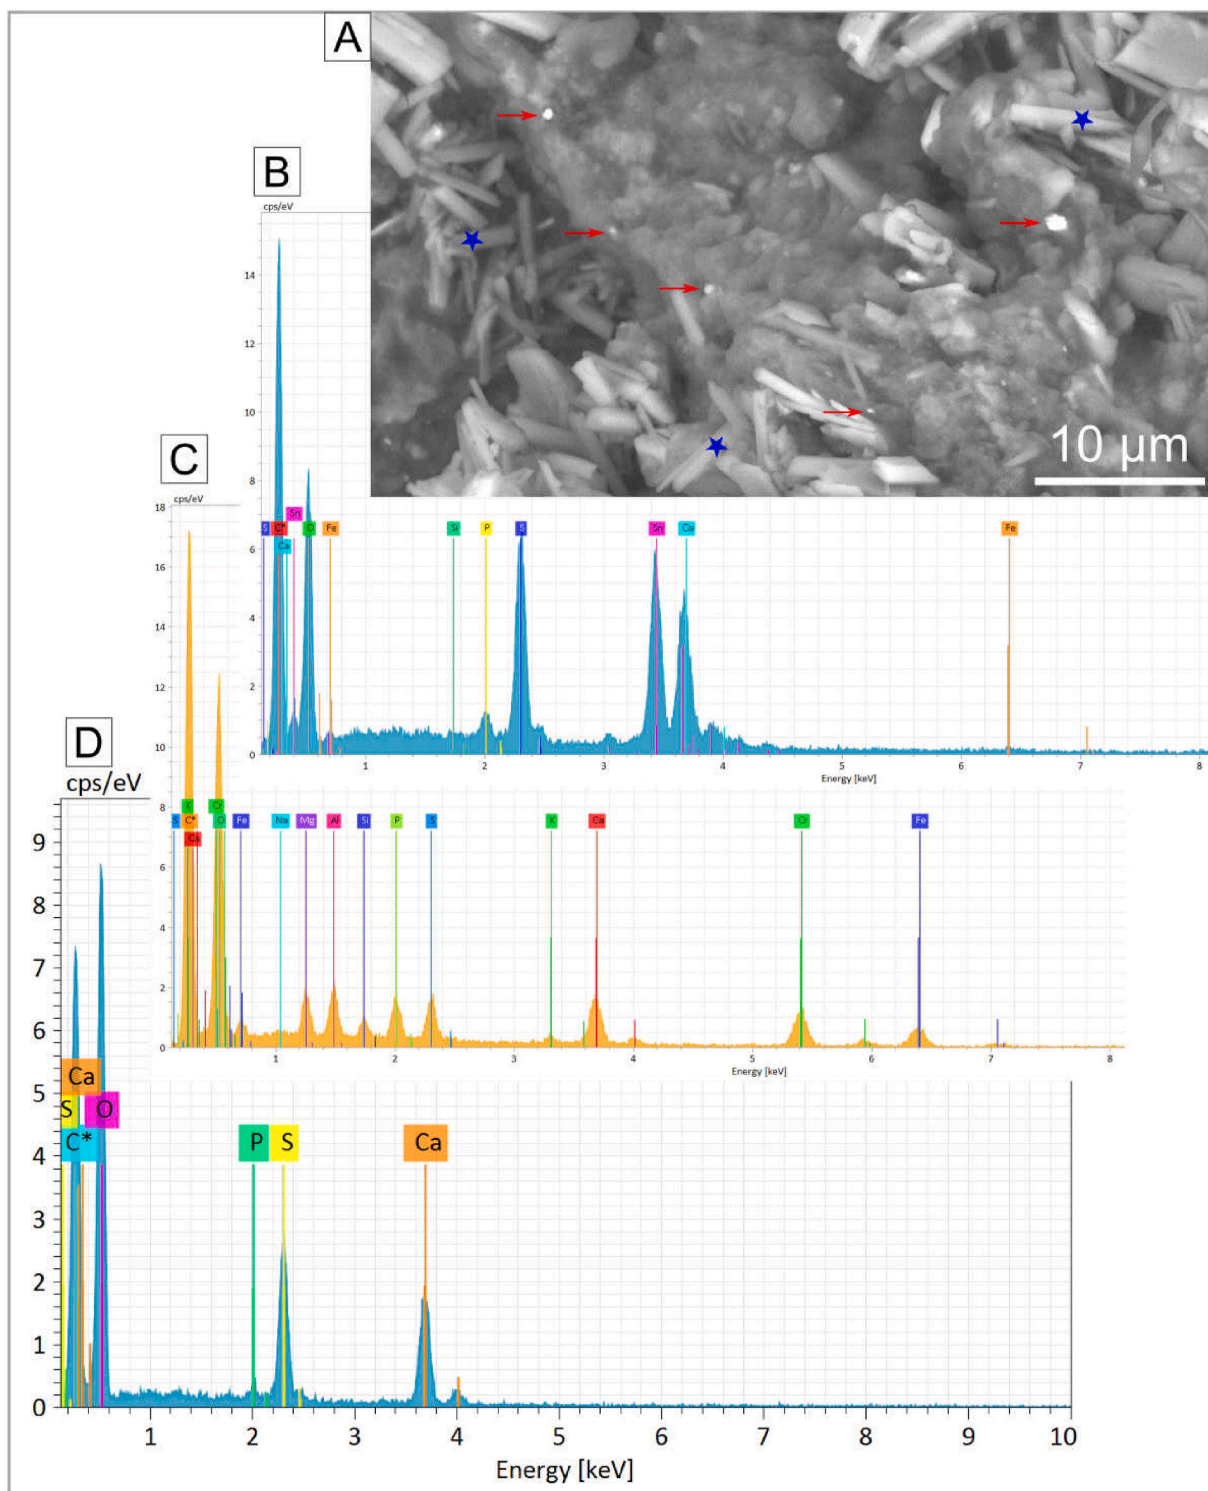 A
10 µm
B
cps/eV
14
12
10
8
6
4
2
0
S C* Sn O Fe Si P S Sn Ca Fe
Ca
1 2 3 4 5 6 7 8
Energy [keV]
C
cps/eV
18
16
14
12
10
8
6
4
2
0
K Cr
S C* O Fe Na Mg Al Si P S K Ca Cr Fe
Ca
1 2 3 4 5 6 7 8
Energy [keV]
D
cps/eV
9
8
7
6
5
4
3
2
1
0
Ca
S O
C* P S Ca
1 2 3 4 5 6 7 8 9 10
Energy [keV]